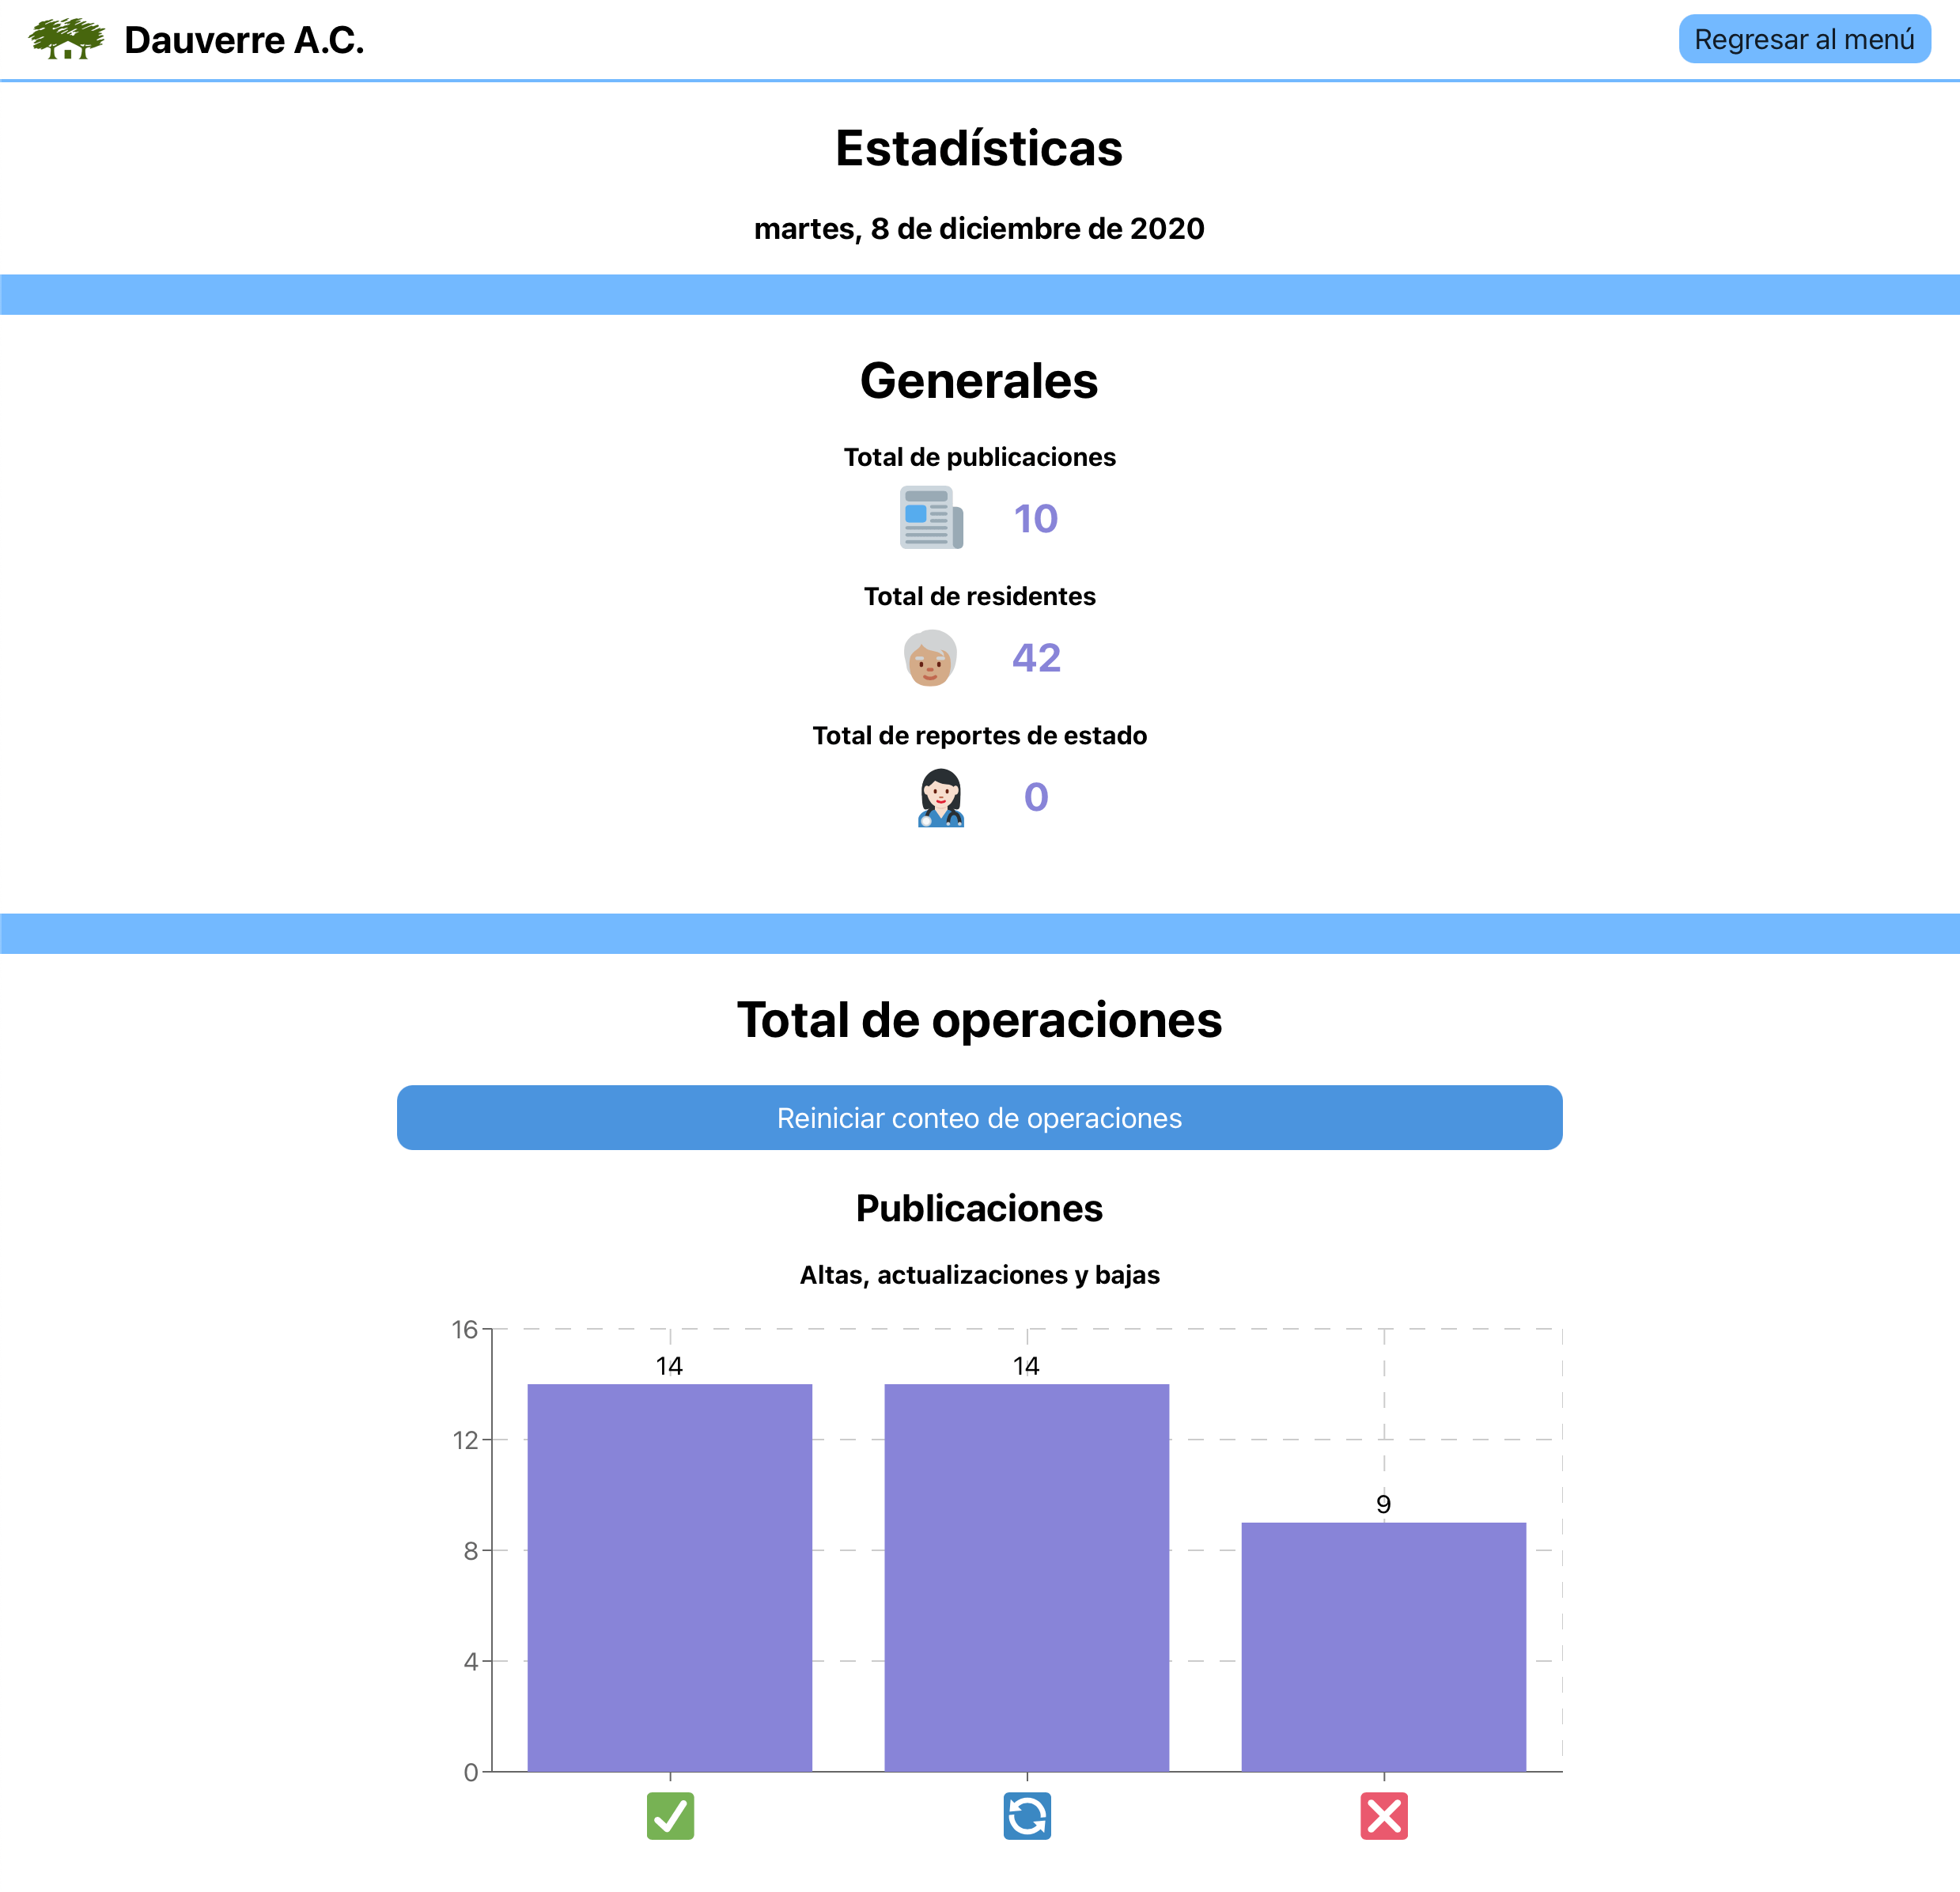 Dauverre A.C.
Regresar al menú
Estadísticas
martes, 8 de diciembre de 2020
Generales
Total de publicaciones
10
Total de residentes
42
Total de reportes de estado
0
Total de operaciones
Reiniciar conteo de operaciones
Publicaciones
Altas, actualizaciones y bajas
16
14
14
12
9
8
4
0